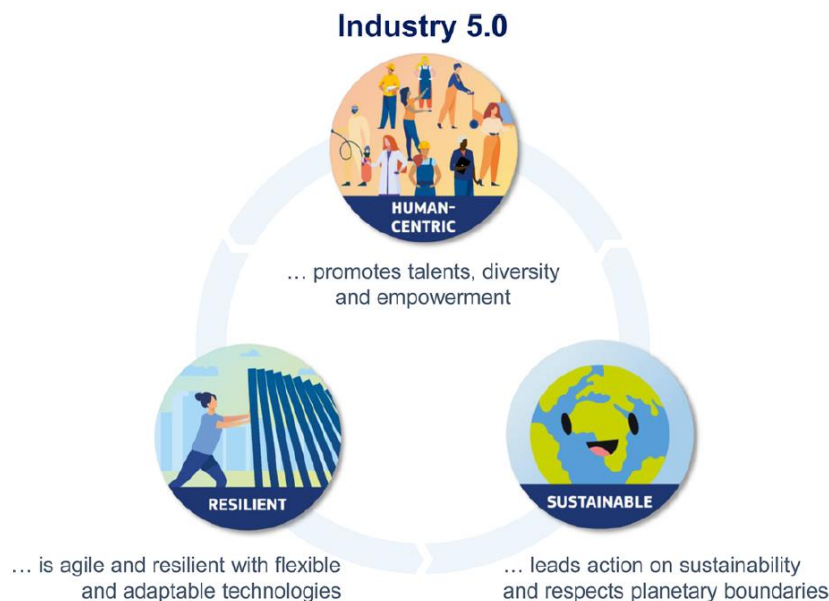 Industry 5.0
HUMAN-
CENTRIC
... promotes talents, diversity
and empowerment
RESILIENT
... is agile and resilient with flexible
and adaptable technologies
SUSTAINABLE
... leads action on sustainability
and respects planetary boundaries